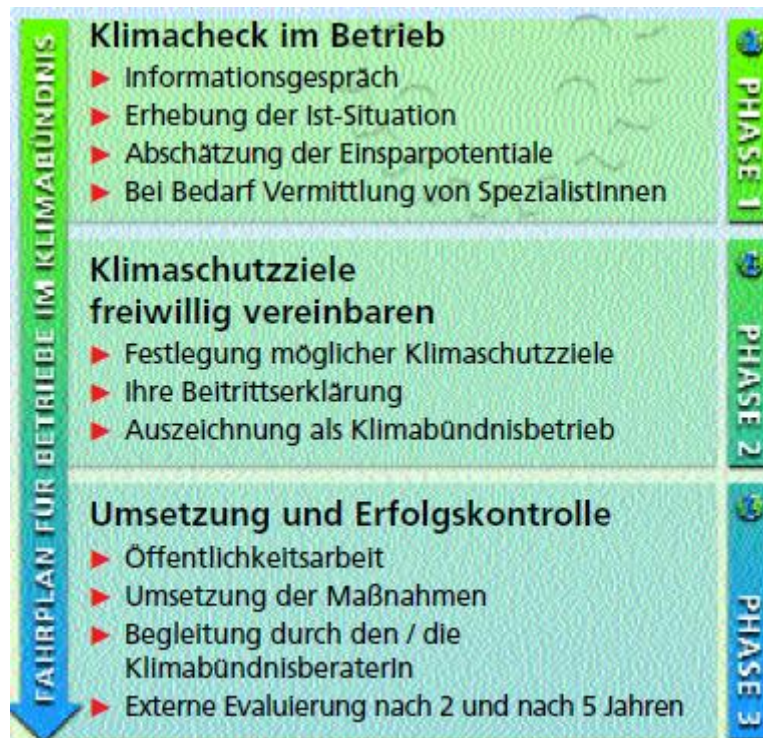 FAHRPLAN FÜR BETRIEBE IM KLIMABÜNDNIS
Klimacheck im Betrieb
► Informationsgespräch
► Erhebung der Ist-Situation
► Abschätzung der Einsparpotentiale
► Bei Bedarf Vermittlung von SpezialistInnen
PHASE 1
Klimaschutzziele
freiwillig vereinbaren
► Festlegung möglicher Klimaschutzziele
► Ihre Beitrittserklärung
► Auszeichnung als Klimabündnisbetrieb
PHASE 2
Umsetzung und Erfolgskontrolle
► Öffentlichkeitsarbeit
► Umsetzung der Maßnahmen
► Begleitung durch den / die
KlimabündnisberaterIn
► Externe Evaluierung nach 2 und nach 5 Jahren
PHASE 3